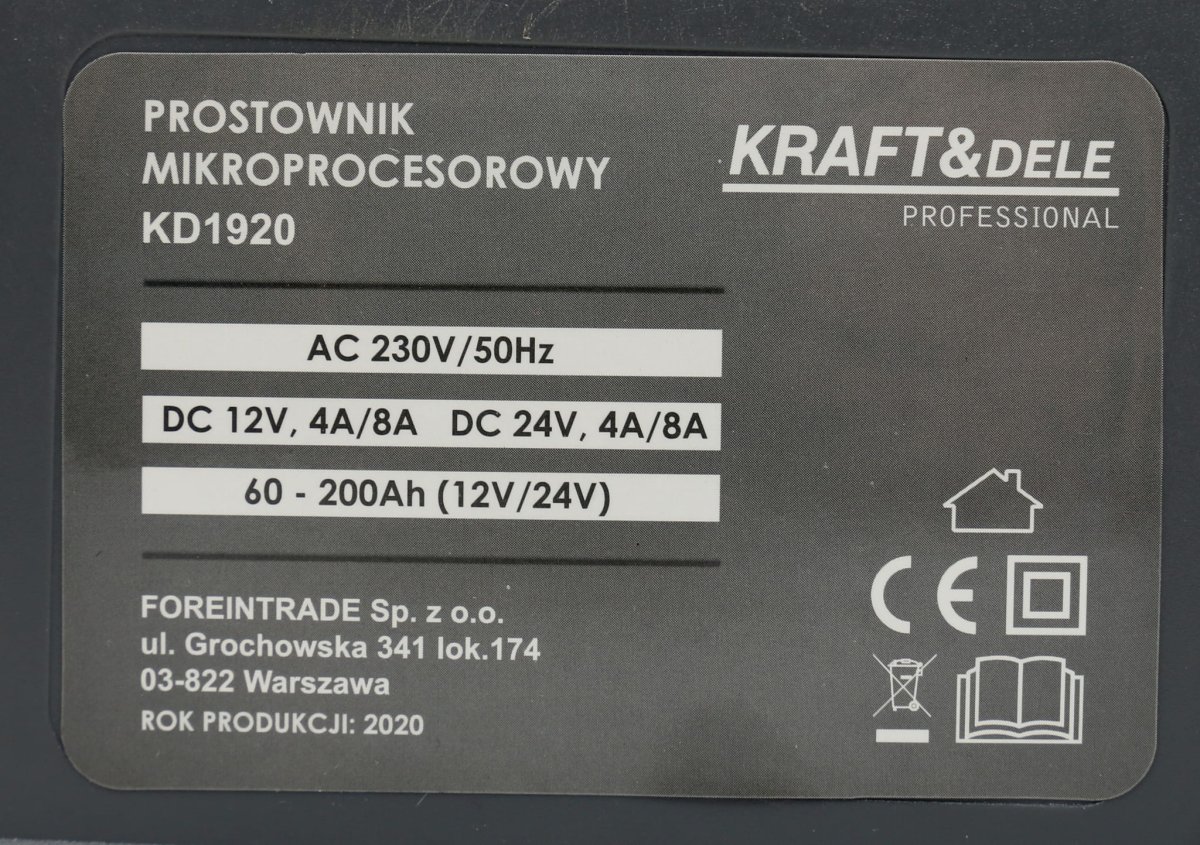 PROSTOWNIK
MIKROPROCESOROWY
KD1920
KRAFT&DELE
PROFESSIONAL
AC 230V/50Hz
DC 12V, 4A/8A DC 24V, 4A/8A
60 - 200Ah (12V/24V)
FOREINTRADE Sp. z o.o.
ul. Grochowska 341 lok.174
03-822 Warszawa
ROK PRODUKCJI: 2020
CE